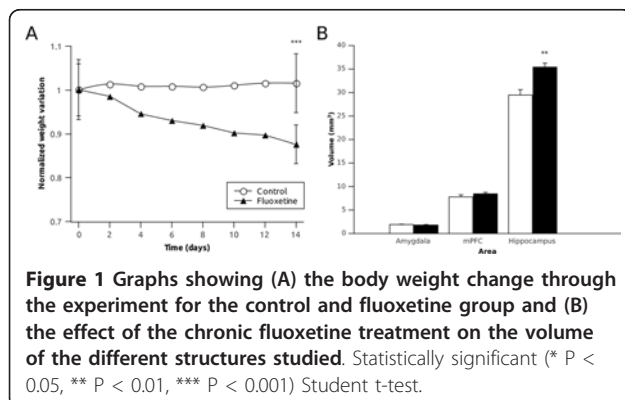 A
***
1.1
1
0.9
0.8
0.7
Normalized weight variation
Control
Fluoxetine
0 2 4 6 8 10 12 14
Time (days)
B
**
40
35
30
25
20
15
10
5
0
Volume (mm³)
Amygdala mPFC Hippocampus
Area
Figure 1 Graphs showing (A) the body weight change through
the experiment for the control and fluoxetine group and (B)
the effect of the chronic fluoxetine treatment on the volume
of the different structures studied. Statistically significant (* P <
0.05, ** P < 0.01, *** P < 0.001) Student t-test.